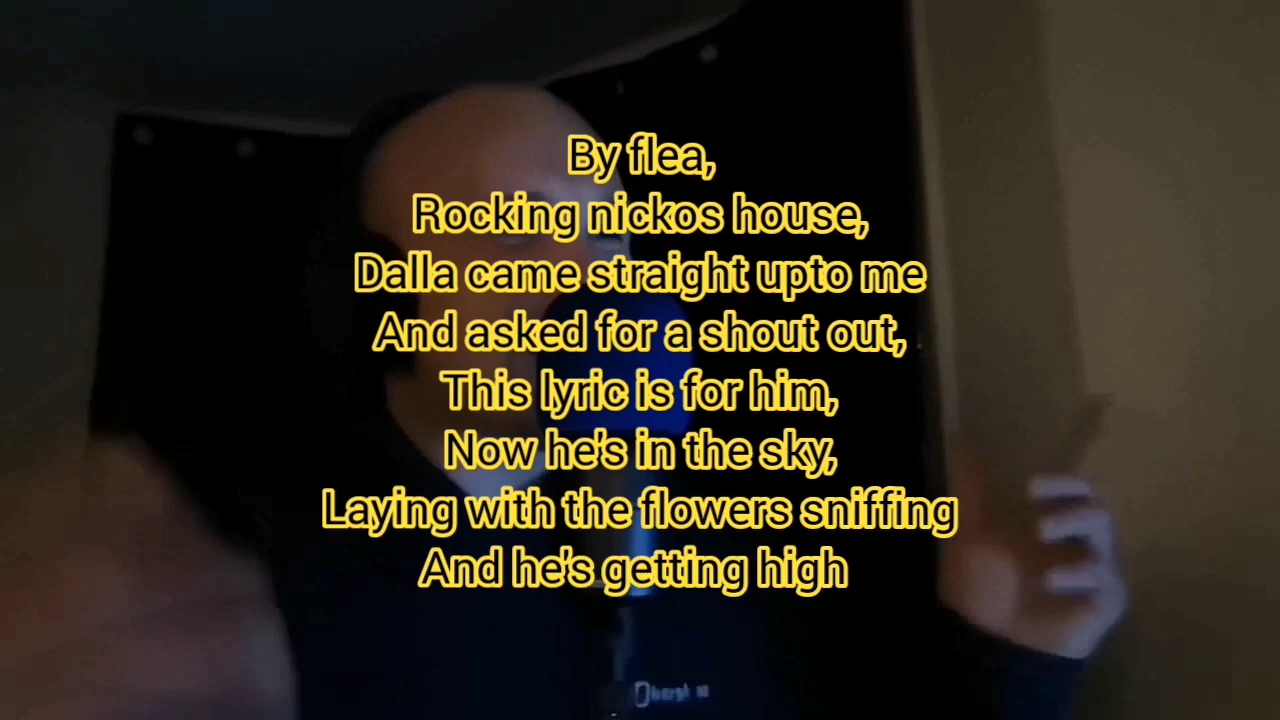 By flea,
Rocking nickos house,
Dalla came straight upto me
And asked for a shout out,
This lyric is for him,
Now he's in the sky,
Laying with the flowers sniffing
And he's getting high